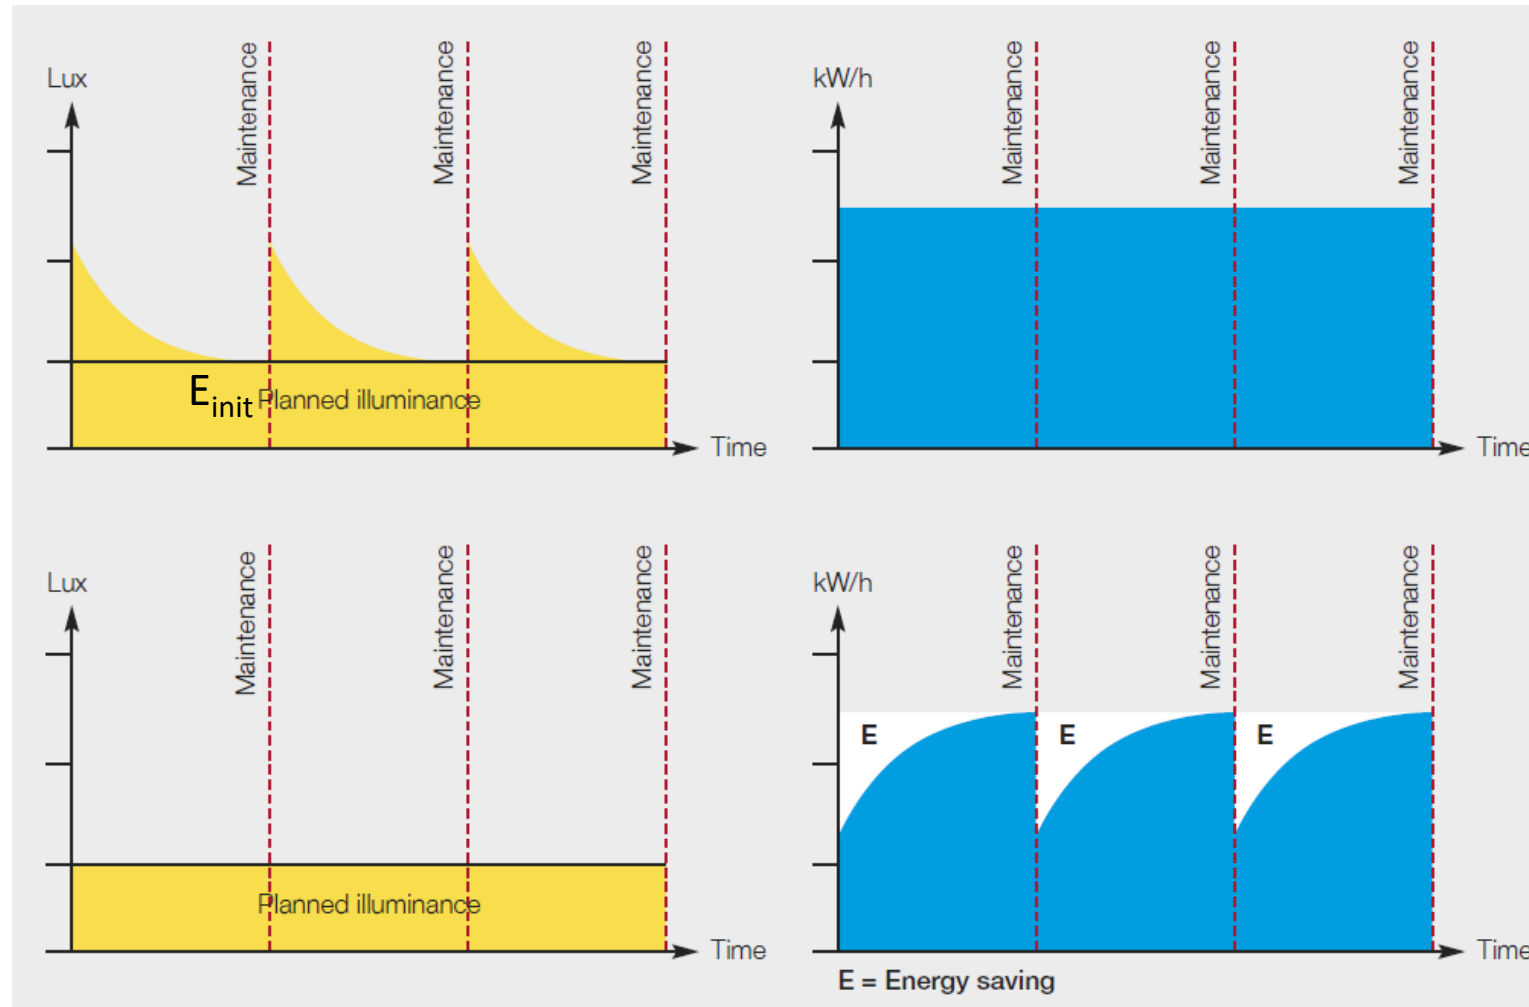 Lux
Maintenance
Maintenance
Maintenance
E_init Planned illuminance
Time
kW/h
Maintenance
Maintenance
Maintenance
Time
Lux
Maintenance
Maintenance
Maintenance
Planned illuminance
Time
kW/h
Maintenance
Maintenance
Maintenance
E
E
E
Time
E = Energy saving